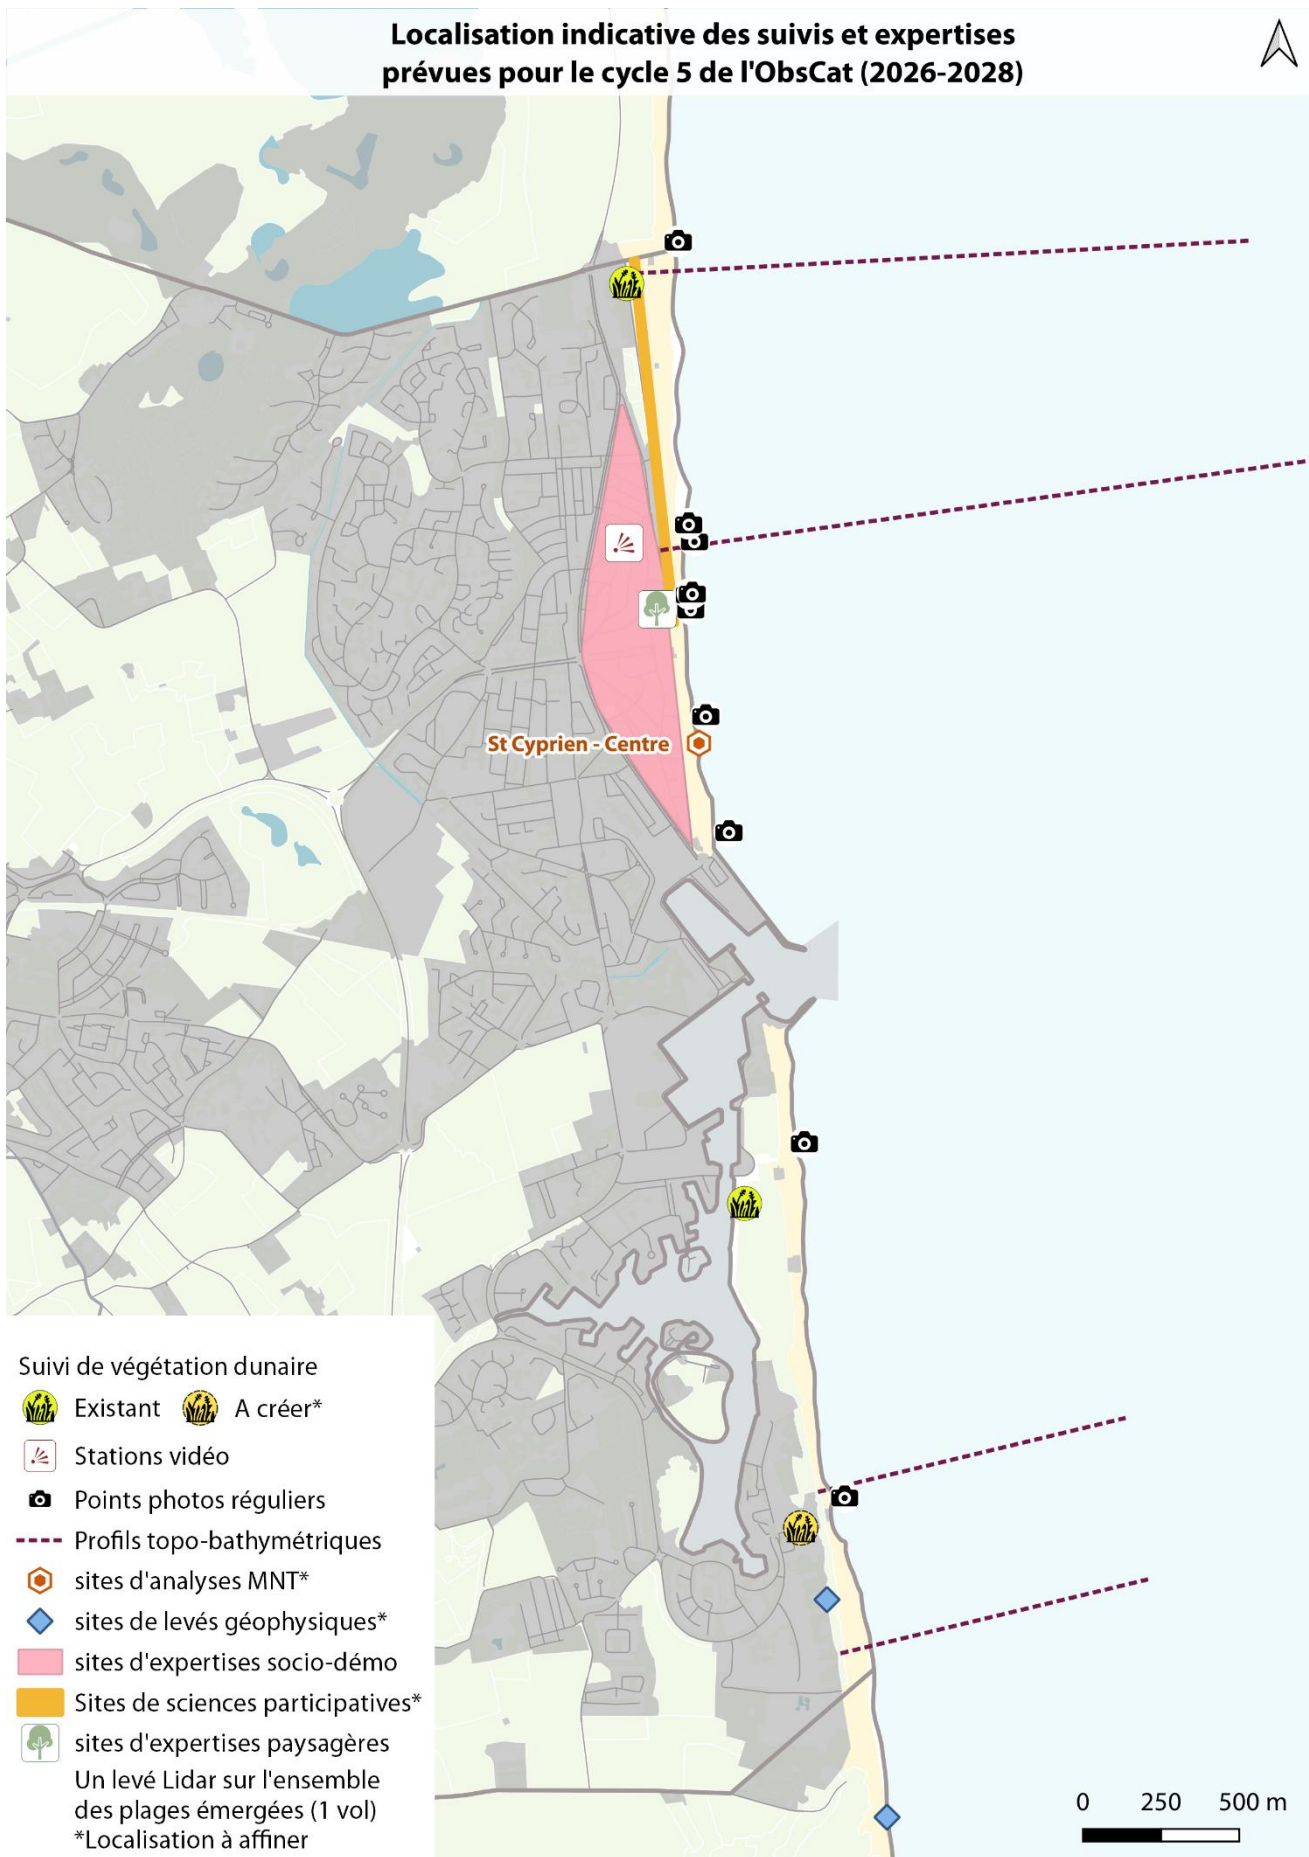 Localisation indicative des suivis et expertises
prévues pour le cycle 5 de l'ObsCat (2026-2028)
St Cyprien - Centre
Suivi de végétation dunaire
Existant A créer*
Stations vidéo
Points photos réguliers
Profils topo-bathymétriques
sites d'analyses MNT*
sites de levés géophysiques*
sites d'expertises socio-démo
Sites de sciences participatives*
sites d'expertises paysagères
Un levé Lidar sur l'ensemble
des plages émergées (1 vol)
*Localisation à affiner
0 250 500 m